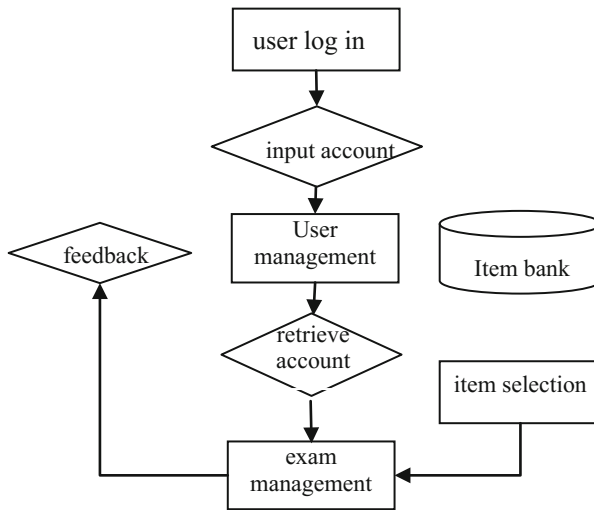 user log in
input account
User
management
feedback
Item bank
retrieve
account
item selection
exam
management